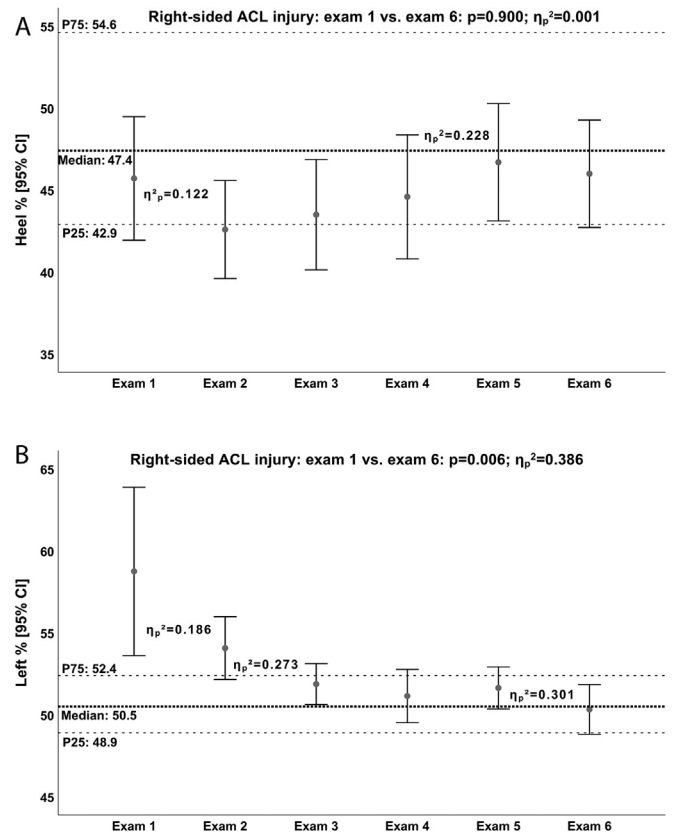 A
Right-sided ACL injury: exam 1 vs. exam 6: p=0.900; ηₚ²=0.001
55
P75: 54.6
50
ηₚ²=0.228
Median: 47.4
45
η²ₚ=0.122
P25: 42.9
40
35
Heel % [95% CI]
Exam 1 Exam 2 Exam 3 Exam 4 Exam 5 Exam 6
B
Right-sided ACL injury: exam 1 vs. exam 6: p=0.006; ηₚ²=0.386
65
60
55
ηₚ²=0.186
P75: 52.4
ηₚ²=0.273
ηₚ²=0.301
50
Median: 50.5
P25: 48.9
45
Left % [95% CI]
Exam 1 Exam 2 Exam 3 Exam 4 Exam 5 Exam 6